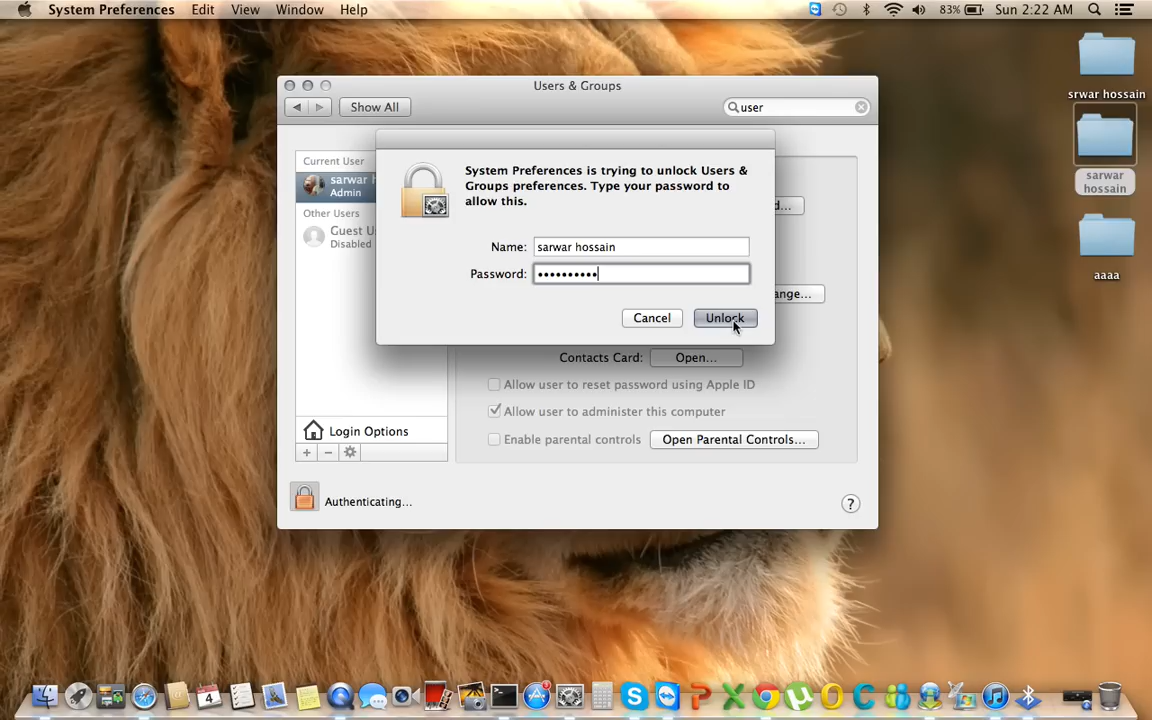 System Preferences Edit View Window Help
83% Sun 2:22 AM
Users & Groups
Show All
user
Current User
sarwar
Admin
Other Users
Guest
Disabled
Login Options
System Preferences is trying to unlock Users &
Groups preferences. Type your password to
allow this.
Name: sarwar hossain
Password: ••••••••••
Cancel Unlock
Contacts Card: Open...
Allow user to reset password using Apple ID
Allow user to administer this computer
Enable parental controls Open Parental Controls...
Authenticating...
?
srwar hossain
sarwar
hossain
aaaa
4